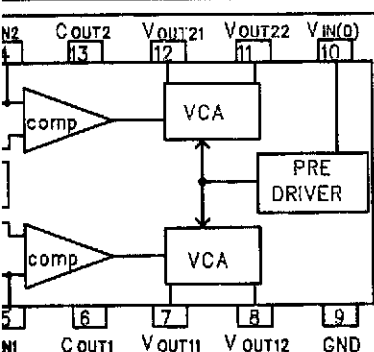 N2 COUT2 VOUT21 VOUT22 VIN(D)
4 13 12 11 10
comp VCA
PRE
DRIVER
comp VCA
5 6 7 8 9
N1 COUT1 VOUT11 VOUT12 GND